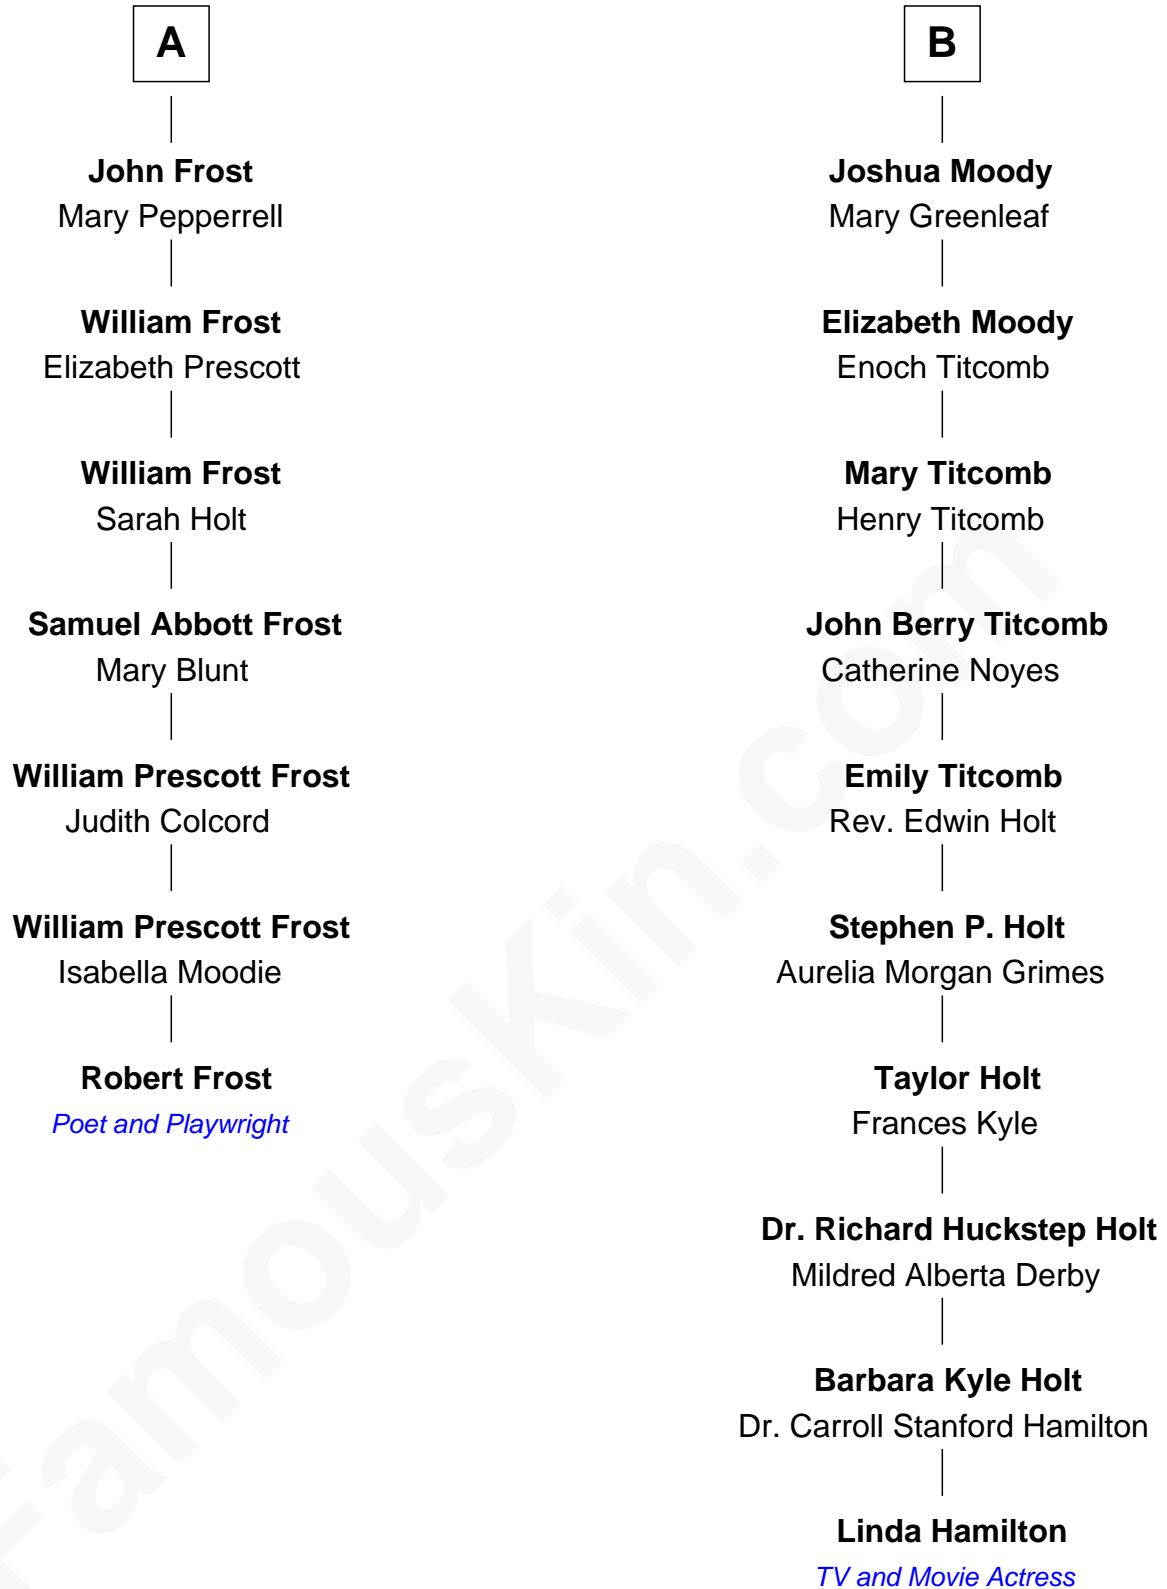 A
John Frost
Mary Pepperrell
William Frost
Elizabeth Prescott
William Frost
Sarah Holt
Samuel Abbott Frost
Mary Blunt
William Prescott Frost
Judith Colcord
William Prescott Frost
Isabella Moodie
Robert Frost
Poet and Playwright
B
Joshua Moody
Mary Greenleaf
Elizabeth Moody
Enoch Titcomb
Mary Titcomb
Henry Titcomb
John Berry Titcomb
Catherine Noyes
Emily Titcomb
Rev. Edwin Holt
Stephen P. Holt
Aurelia Morgan Grimes
Taylor Holt
Frances Kyle
Dr. Richard Huckstep Holt
Mildred Alberta Derby
Barbara Kyle Holt
Dr. Carroll Stanford Hamilton
Linda Hamilton
TV and Movie Actress
FamousKin.com